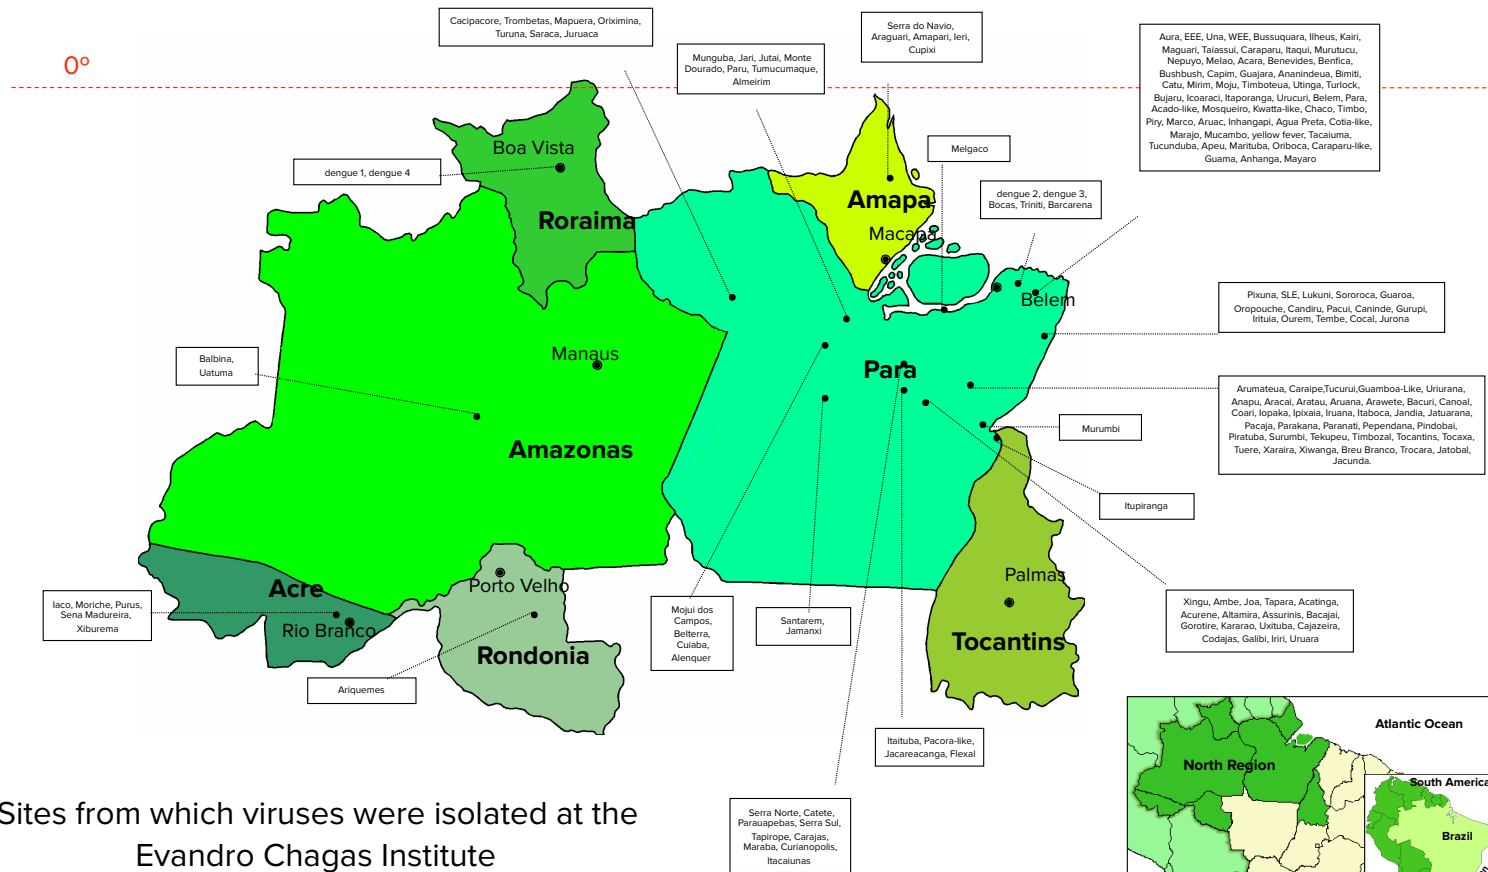 Cacipacore, Trombetas, Mapuera, Oriximina,
Turuna, Saraca, Juruaca
Serra do Navio,
Araguari, Amapari, Ieri,
Cupixi
Munguba, Jari, Jutai, Monte
Dourado, Paru, Tumucumaque,
Almeirim
Aura, EEE, Una, WEE, Bussuquara, Ilheus, Kairi,
Maguari, Taiassui, Caraparu, Itaqui, Murutucu,
Nepuyo, Melao, Acara, Benevides, Benfica,
Bushbush, Capim, Guajara, Ananindeua, Bimiti,
Catu, Mirim, Moju, Timboteua, Utinga, Turlock,
Bujaru, Icoaraci, Itaporanga, Urucuri, Belem, Para,
Acado-like, Mosqueiro, Kwatta-like, Chaco, Timbo,
Piry, Marco, Aruac, Inhangapi, Agua Preta, Cotia-like,
Marajo, Mucambo, yellow fever, Tacaiuma,
Tucunduba, Apeu, Marituba, Oriboca, Caraparu-like,
Guama, Anhanga, Mayaro
0º
Boa Vista
dengue 1, dengue 4
Melgaco
dengue 2, dengue 3,
Bocas, Triniti, Barcarena
Roraima
Amapa
Macapa
Belem
Pixuna, SLE, Lukuni, Sororoca, Guaroa,
Oropouche, Candiru, Pacui, Caninde, Gurupi,
Irituia, Ourem, Tembe, Cocal, Jurona
Balbina,
Uatuma
Manaus
Para
Arumateua, Caraipe,Tucurui,Guamboa-Like, Uriurana,
Anapu, Aracai, Aratau, Aruana, Arawete, Bacuri, Canoal,
Coari, Iopaka, Ipixaia, Iruana, Itaboca, Jandia, Jatuarana,
Pacaja, Parakana, Paranati, Pependana, Pindobai,
Piratuba, Surumbi, Tekupeu, Timbozal, Tocantins, Tocaxa,
Tuere, Xaraira, Xiwanga, Breu Branco, Trocara, Jatobal,
Jacunda.
Murumbi
Amazonas
Itupiranga
Acre
Porto Velho
Palmas
Iaco, Moriche, Purus,
Sena Madureira,
Xiburema
Rio Branco
Mojui dos
Campos,
Belterra,
Cuiaba,
Alenquer
Santarem,
Jamanxi
Xingu, Ambe, Joa, Tapara, Acatinga,
Acurene, Altamira, Assurinis, Bacajai,
Gorotire, Kararao, Uxituba, Cajazeira,
Codajas, Galibi, Iriri, Uruara
Rondonia
Tocantins
Ariquemes
Itaituba, Pacora-like,
Jacareacanga, Flexal
Atlantic Ocean
North Region
South America
Brazil
Serra Norte, Catete,
Parauapebas, Serra Sul,
Tapirope, Carajas,
Maraba, Curianopolis,
Itacaiunas
Sites from which viruses were isolated at the
Evandro Chagas Institute